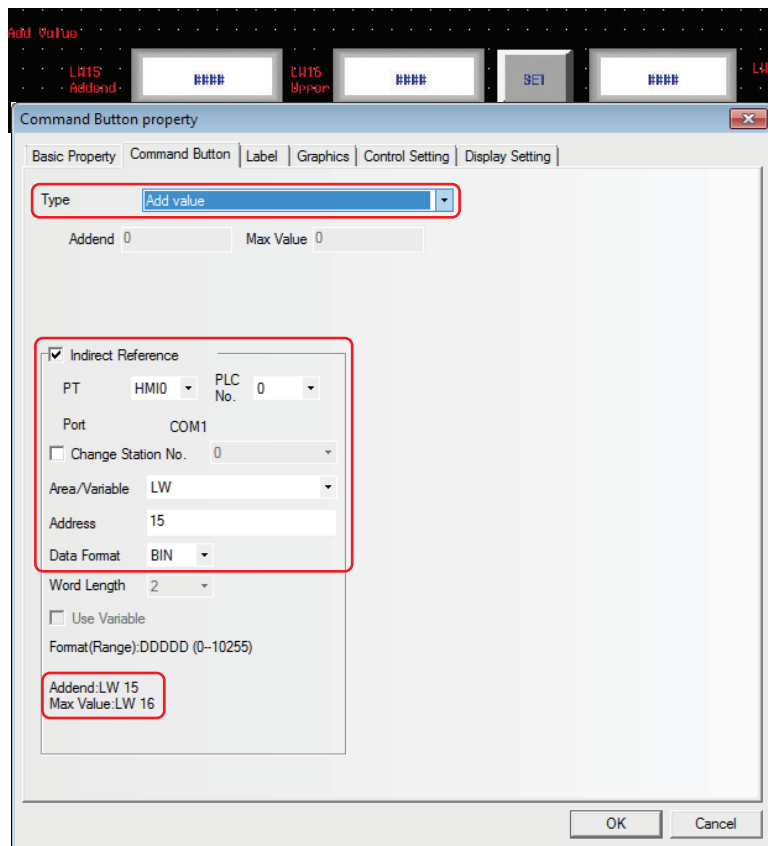 Add Value
LW15 #### LW16 #### SET #### LW
Addend Upper
Command Button property
Basic Property Command Button Label Graphics Control Setting Display Setting
Type Add value
Addend 0 Max Value 0
Indirect Reference
PT HMI0 PLC No. 0
Port COM1
Change Station No. 0
Area/Variable LW
Address 15
Data Format BIN
Word Length 2
Use Variable
Format(Range):DDDDD (0--10255)
Addend:LW 15
Max Value:LW 16
OK Cancel